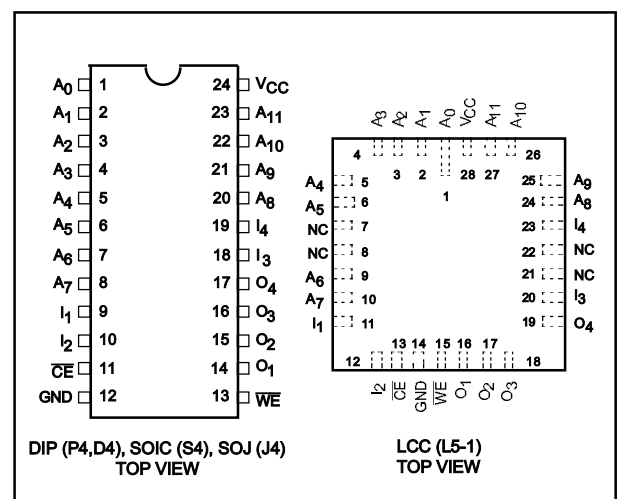 A0 1 24 VCC
A1 2 23 A11
A2 3 22 A10
A3 4 21 A9
A4 5 20 A8
A5 6 19 I4
A6 7 18 I3
A7 8 17 O4
I1 9 16 O3
I2 10 15 O2
CE 11 14 O1
GND 12 13 WE
DIP (P4,D4), SOIC (S4), SOJ (J4)
TOP VIEW
A3 A2 A1 A0 VCC A11 A10
4 3 2 1 28 27 26
A4 5 25 A9
A5 6 24 A8
NC 7 23 I4
NC 8 22 NC
A6 9 21 NC
A7 10 20 I3
I1 11 19 O4
12 13 14 15 16 17 18
I2 CE GND WE O1 O2 O3
LCC (L5-1)
TOP VIEW